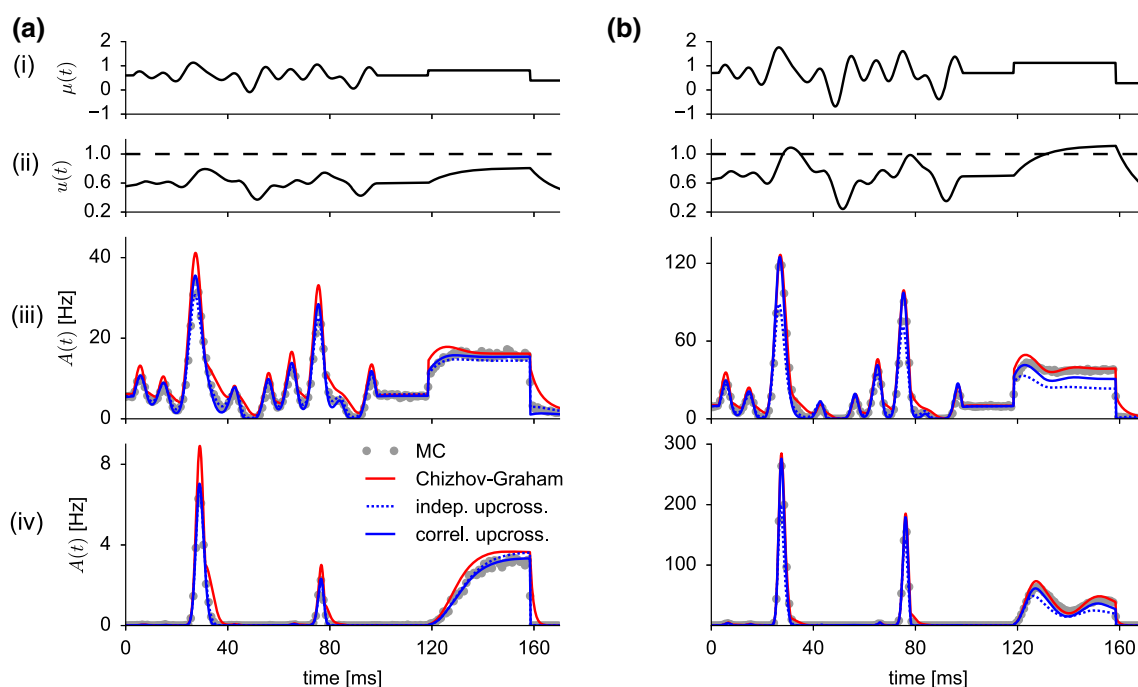 (a)
(b)
(i)
μ(t)
2
1
0
−1
2
1
0
−1
(ii)
u(t)
1.0
0.6
0.2
1.0
0.6
0.2
(iii)
A(t) [Hz]
40
20
0
120
90
60
30
0
(iv)
A(t) [Hz]
8
4
0
MC
Chizhov-Graham
indep. upcross.
correl. upcross.
300
200
100
0 40 80 120 160
0 40 80 120 160
time [ms]
time [ms]